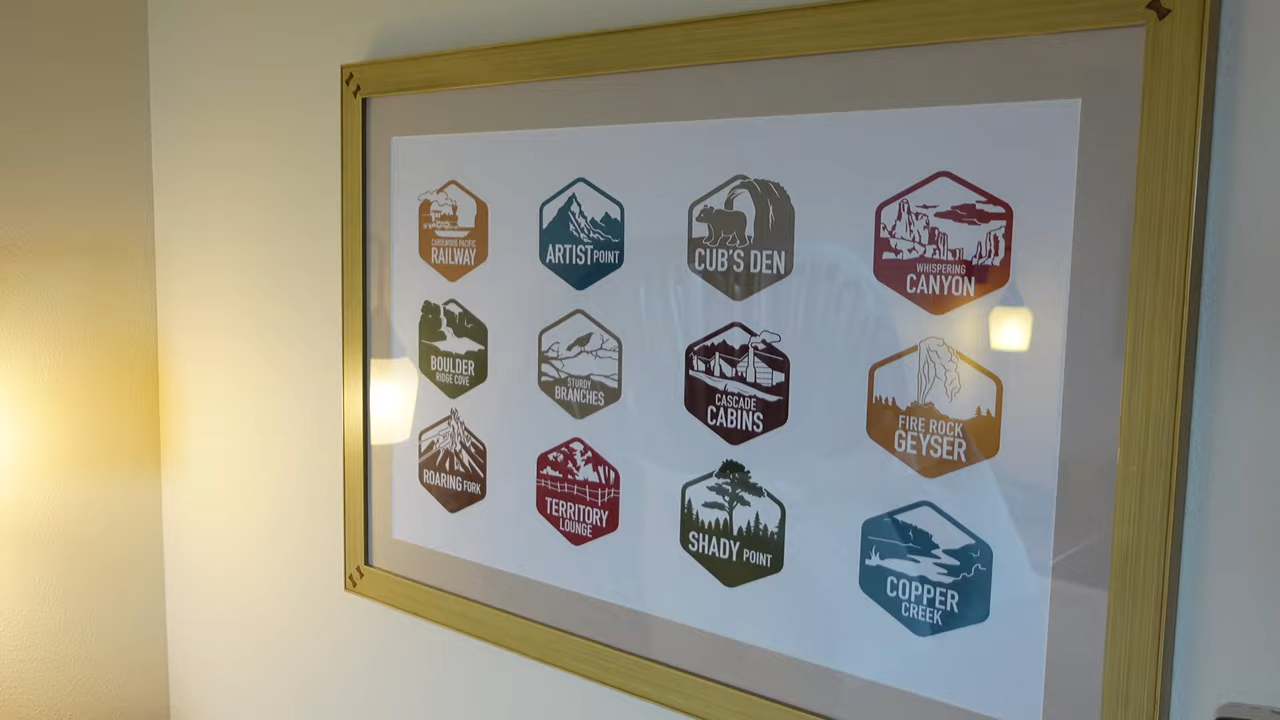 CAROLWOOD PACIFIC
RAILWAY
ARTIST POINT
CUB'S DEN
WHISPERING
CANYON
BOULDER
RIDGE COVE
STURDY
BRANCHES
CASCADE
CABINS
FIRE ROCK
GEYSER
ROARING FORK
TERRITORY
LOUNGE
SHADY POINT
COPPER
CREEK